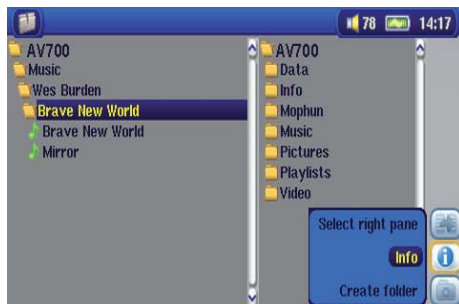 78 14:17
AV700
Music
Wes Burden
Brave New World
Brave New World
Mirror
AV700
Data
Info
Mophun
Music
Pictures
Playlists
Video
Select right pane
Info
Create folder